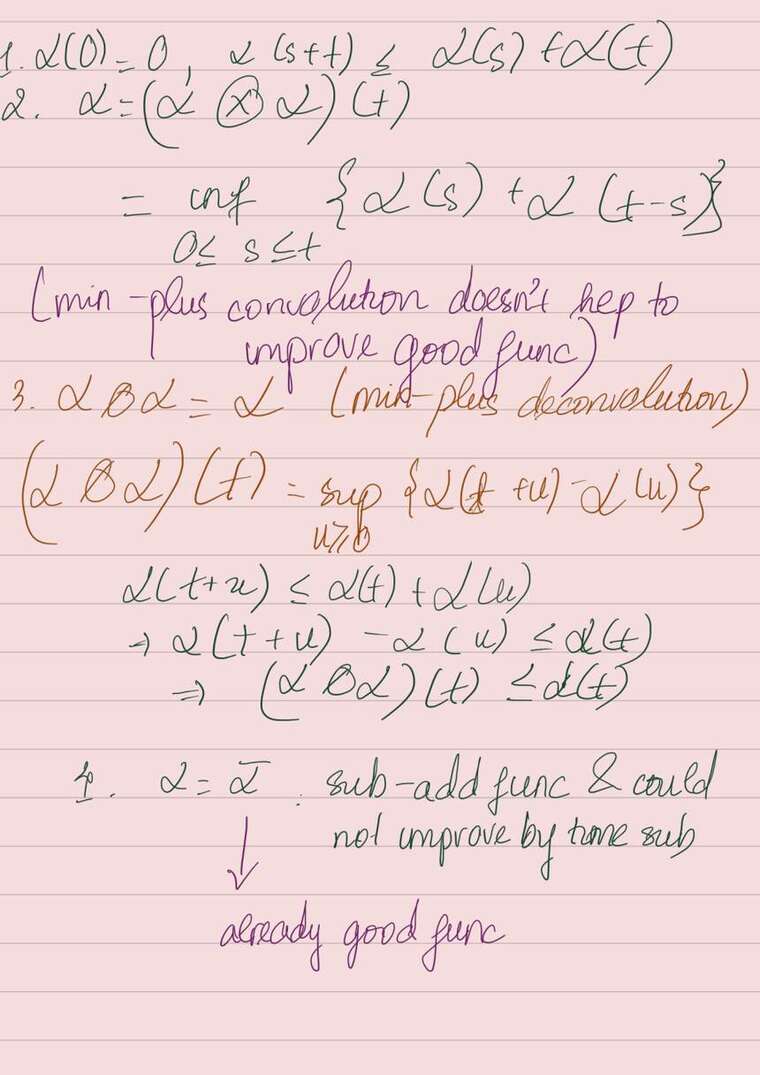 1. α(0) = 0, α(s+t) ≤ α(s) + α(t)
2. α = (α ⊗ α)(t)
= inf {α(s) + α(t-s)}
0 ≤ s ≤ t
(min-plus convolution doesn't hep to
improve good func)
3. α ⊘ α = α (min-plus deconvolution)
(α ⊘ α)(t) = sup {α(t+u) - α(u)}
u ≥ 0
α(t+u) ≤ α(t) + α(u)
→ α(t+u) - α(u) ≤ α(t)
⇒ (α ⊘ α)(t) ≤ α(t)
4. α = ᾱ : sub-add func & could
not improve by time sub
↓
already good func